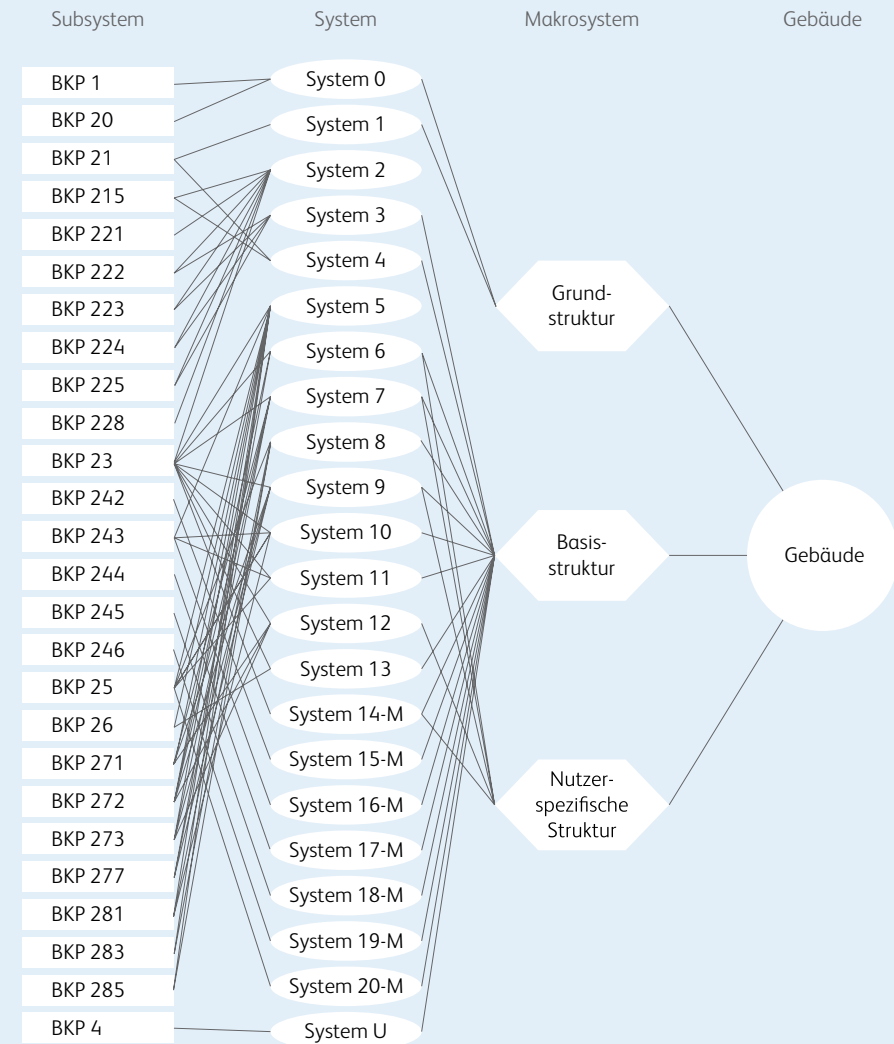 Subsystem
System
Makrosystem
Gebäude
BKP 1
BKP 20
BKP 21
BKP 215
BKP 221
BKP 222
BKP 223
BKP 224
BKP 225
BKP 228
BKP 23
BKP 242
BKP 243
BKP 244
BKP 245
BKP 246
BKP 25
BKP 26
BKP 271
BKP 272
BKP 273
BKP 277
BKP 281
BKP 283
BKP 285
BKP 4
System 0
System 1
System 2
System 3
System 4
System 5
System 6
System 7
System 8
System 9
System 10
System 11
System 12
System 13
System 14-M
System 15-M
System 16-M
System 17-M
System 18-M
System 19-M
System 20-M
System U
Grund-
struktur
Basis-
struktur
Nutzer-
spezifische
Struktur
Gebäude